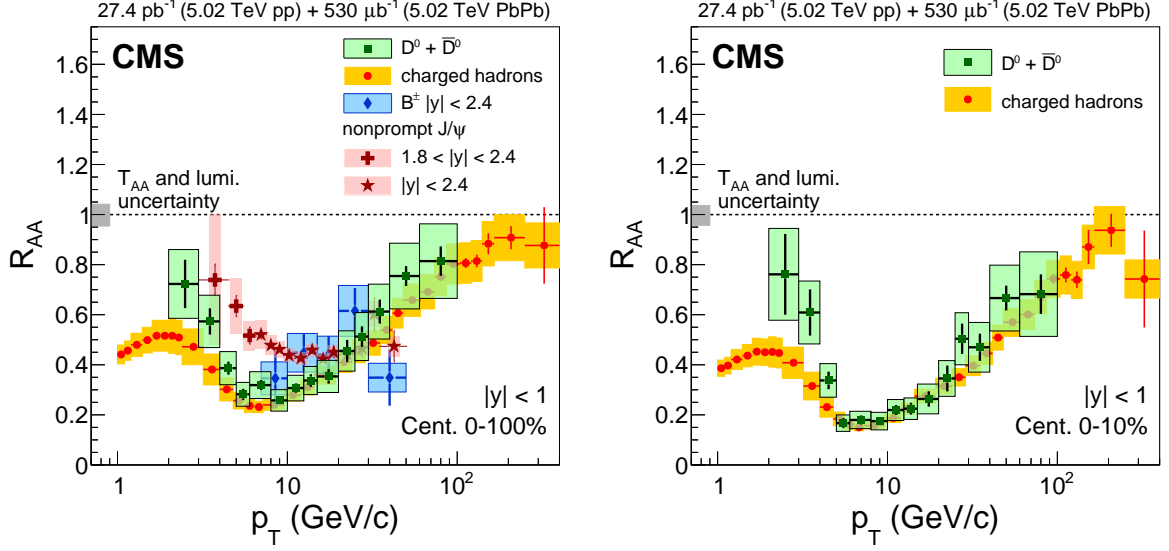 27.4 pb⁻¹ (5.02 TeV pp) + 530 μb⁻¹ (5.02 TeV PbPb)
CMS
D⁰ + D̅⁰
charged hadrons
B± |y| < 2.4
nonprompt J/ψ
1.8 < |y| < 2.4
|y| < 2.4
T_AA and lumi.
uncertainty
|y| < 1
Cent. 0-100%
R_AA
1.6
1.4
1.2
1
0.8
0.6
0.4
0.2
0
1
10
10²
p_T (GeV/c)
27.4 pb⁻¹ (5.02 TeV pp) + 530 μb⁻¹ (5.02 TeV PbPb)
CMS
D⁰ + D̅⁰
charged hadrons
T_AA and lumi.
uncertainty
|y| < 1
Cent. 0-10%
R_AA
1.6
1.4
1.2
1
0.8
0.6
0.4
0.2
0
1
10
10²
p_T (GeV/c)